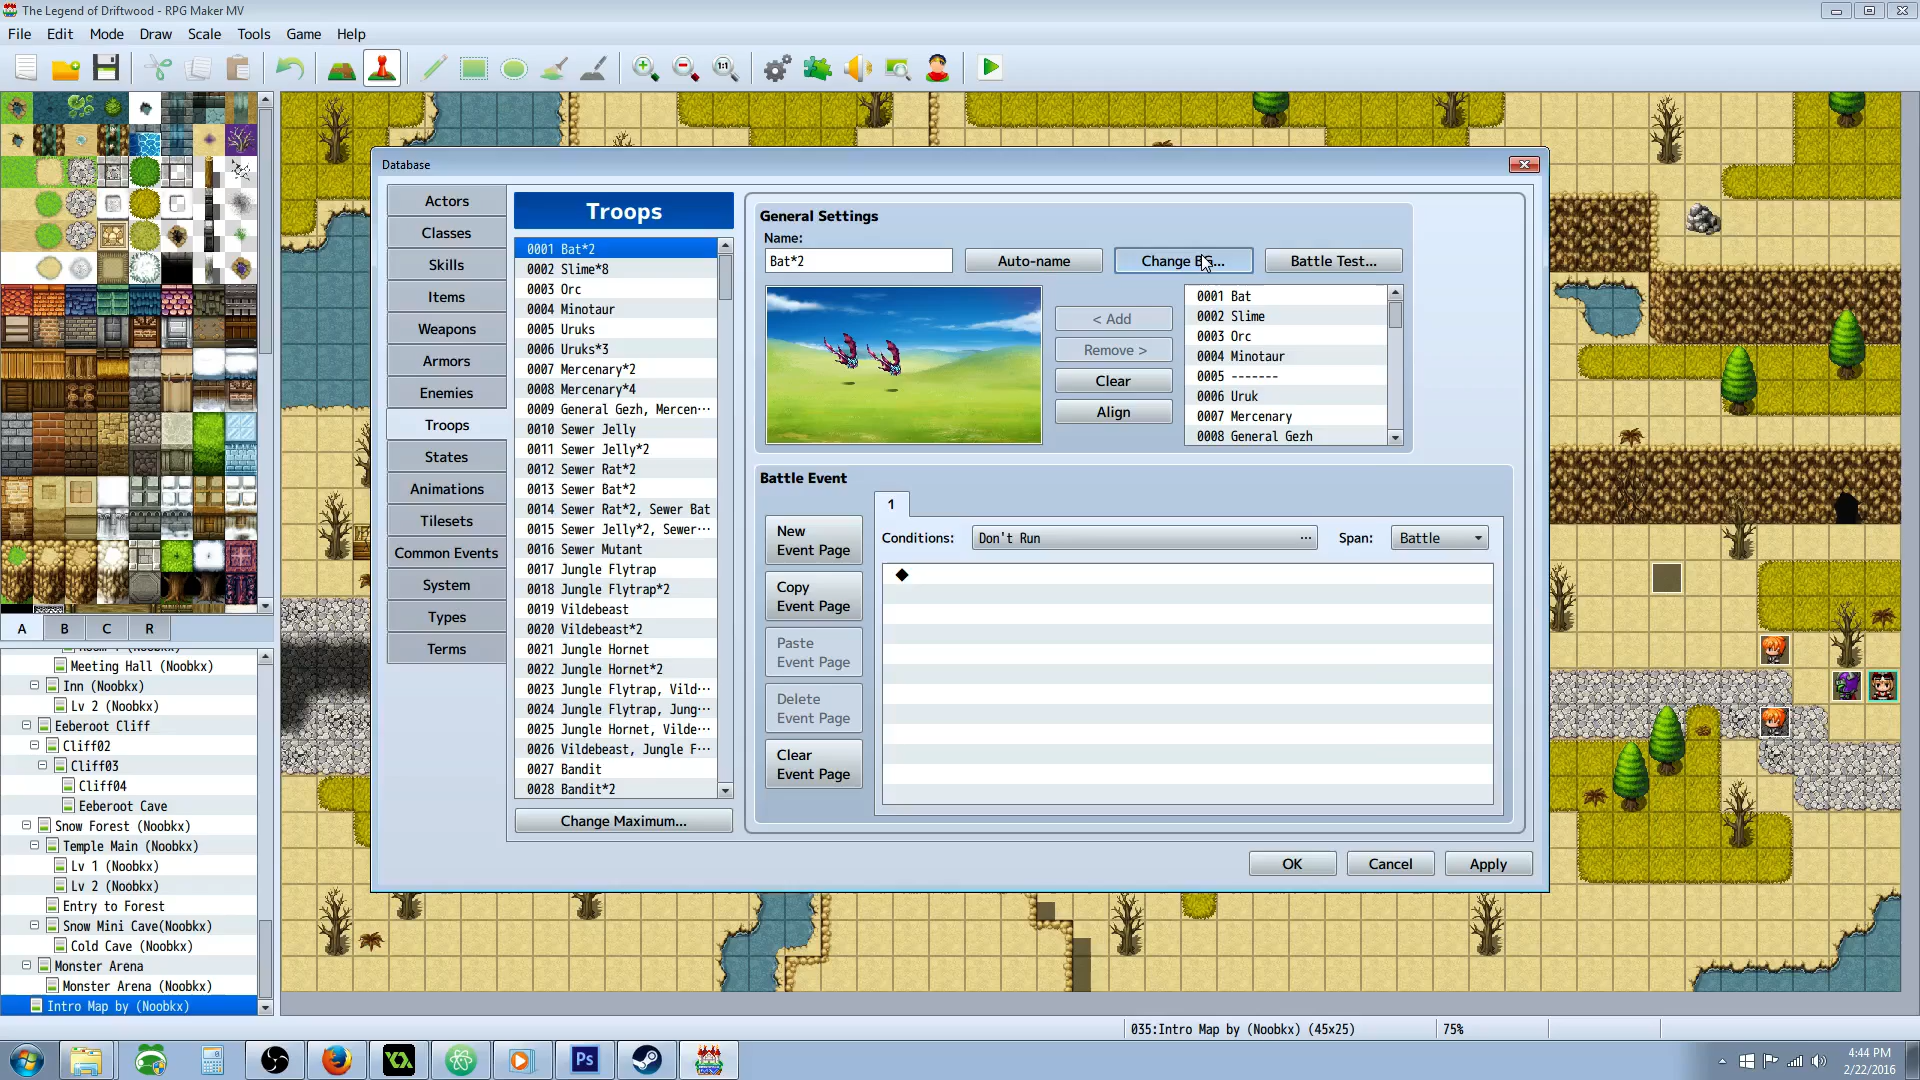 The Legend of Driftwood - RPG Maker MV
File Edit Mode Draw Scale Tools Game Help
1:1
Database
Actors
Classes
Skills
Items
Weapons
Armors
Enemies
Troops
States
Animations
Tilesets
Common Events
System
Types
Terms
Troops
0001 Bat*2
0002 Slime*8
0003 Orc
0004 Minotaur
0005 Uruks
0006 Uruks*3
0007 Mercenary*2
0008 Mercenary*4
0009 General Gezh, Mercen···
0010 Sewer Jelly
0011 Sewer Jelly*2
0012 Sewer Rat*2
0013 Sewer Bat*2
0014 Sewer Rat*2, Sewer Bat
0015 Sewer Jelly*2, Sewer···
0016 Sewer Mutant
0017 Jungle Flytrap
0018 Jungle Flytrap*2
0019 Vildebeast
0020 Vildebeast*2
0021 Jungle Hornet
0022 Jungle Hornet*2
0023 Jungle Flytrap, Vild···
0024 Jungle Flytrap, Jung···
0025 Jungle Hornet, Vilde···
0026 Vildebeast, Jungle F···
0027 Bandit
0028 Bandit*2
Change Maximum...
General Settings
Name:
Bat*2
Auto-name
Change
Battle Test...
< Add
Remove >
Clear
Align
0001 Bat
0002 Slime
0003 Orc
0004 Minotaur
0005 -------
0006 Uruk
0007 Mercenary
0008 General Gezh
Battle Event
1
New
Event Page
Copy
Event Page
Paste
Event Page
Delete
Event Page
Clear
Event Page
Conditions: Don't Run ··· Span: Battle
OK Cancel Apply
A B C R
Meeting Hall (Noobkx)
Inn (Noobkx)
Lv 2 (Noobkx)
Eeberoot Cliff
Cliff02
Cliff03
Cliff04
Eeberoot Cave
Snow Forest (Noobkx)
Temple Main (Noobkx)
Lv 1 (Noobkx)
Lv 2 (Noobkx)
Entry to Forest
Snow Mini Cave(Noobkx)
Cold Cave (Noobkx)
Monster Arena
Monster Arena (Noobkx)
Intro Map by (Noobkx)
035:Intro Map by (Noobkx) (45x25) 75%
Ps
4:44 PM
2/22/2016